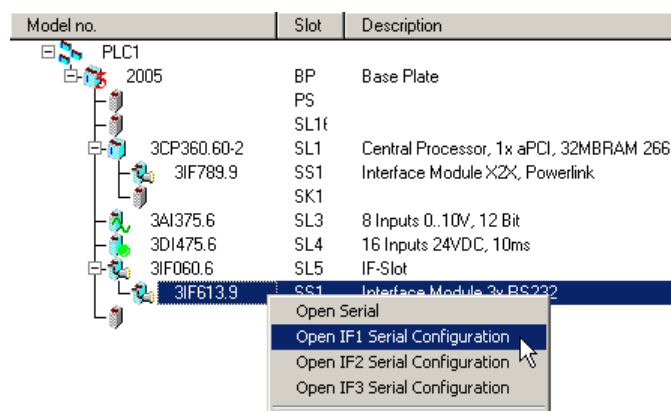 Model no. Slot Description
PLC1
2005 BP Base Plate
PS
SL16
3CP360.60-2 SL1 Central Processor, 1x aPCI, 32MBRAM 266
3IF789.9 SS1 Interface Module X2X, Powerlink
SK1
3AI375.6 SL3 8 Inputs 0..10V, 12 Bit
3DI475.6 SL4 16 Inputs 24VDC, 10ms
3IF060.6 SL5 IF-Slot
3IF613.9 SS1 Interface Module 3x RS232
Open Serial
Open IF1 Serial Configuration
Open IF2 Serial Configuration
Open IF3 Serial Configuration